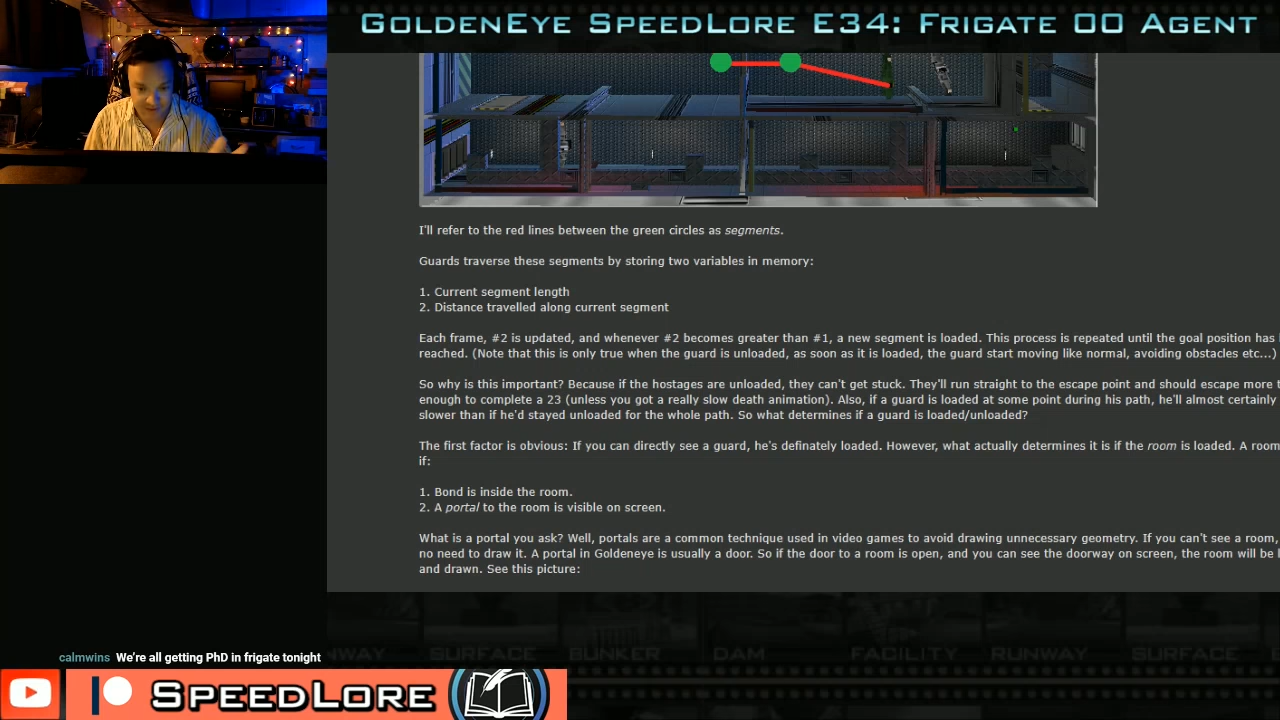 GOLDENEYE SPEEDLORE E34: FRIGATE 00 AGENT
I'll refer to the red lines between the green circles as segments.
Guards traverse these segments by storing two variables in memory:
1. Current segment length
2. Distance travelled along current segment
Each frame, #2 is updated, and whenever #2 becomes greater than #1, a new segment is loaded. This process is repeated until the goal position has
reached. (Note that this is only true when the guard is unloaded, as soon as it is loaded, the guard start moving like normal, avoiding obstacles etc...)
So why is this important? Because if the hostages are unloaded, they can't get stuck. They'll run straight to the escape point and should escape more
enough to complete a 23 (unless you got a really slow death animation). Also, if a guard is loaded at some point during his path, he'll almost certainly
slower than if he'd stayed unloaded for the whole path. So what determines if a guard is loaded/unloaded?
The first factor is obvious: If you can directly see a guard, he's definately loaded. However, what actually determines it is if the room is loaded. A room
if:
1. Bond is inside the room.
2. A portal to the room is visible on screen.
What is a portal you ask? Well, portals are a common technique used in video games to avoid drawing unnecessary geometry. If you can't see a room,
no need to draw it. A portal in Goldeneye is usually a door. So if the door to a room is open, and you can see the doorway on screen, the room will be
and drawn. See this picture:
SURFACE BUNKER DAM FACILITY RUNWAY SURFACE
calmwins We're all getting PhD in frigate tonight
SPEEDLORE